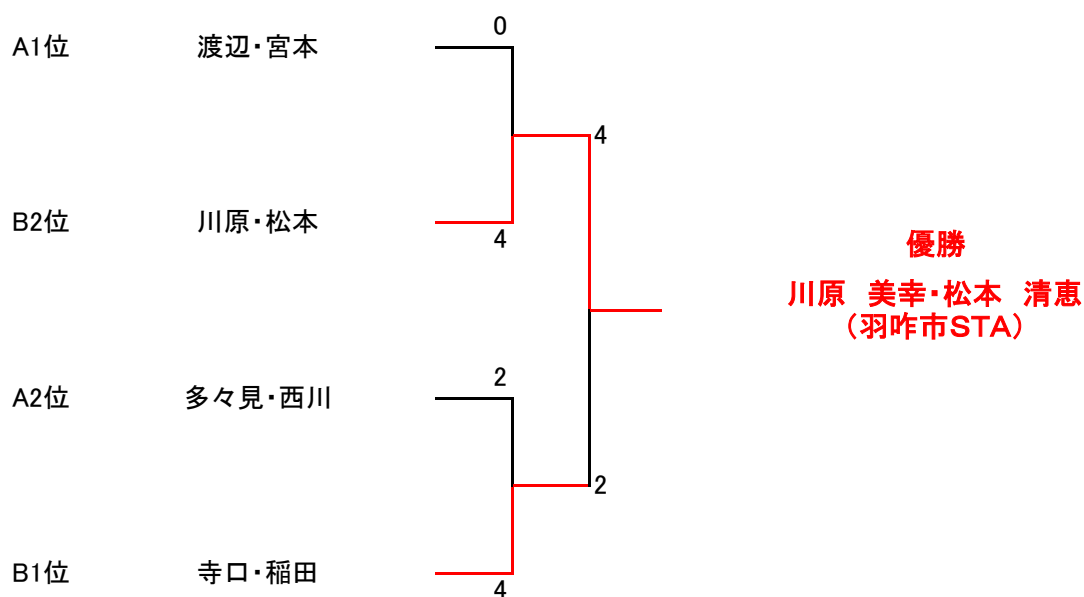 0
A1位 渡辺・宮本
4
B2位 川原・松本
4
優勝
川原 美幸・松本 清恵
(羽咋市STA)
2
A2位 多々見・西川
2
B1位 寺口・稲田
4